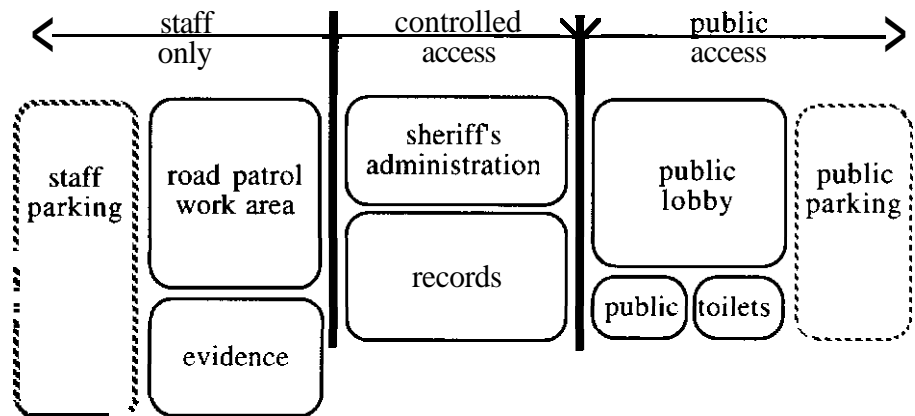 staff
only
controlled
access
public
access
staff
parking
road patrol
work area
evidence
sheriff's
administration
records
public
lobby
public
toilets
public
parking